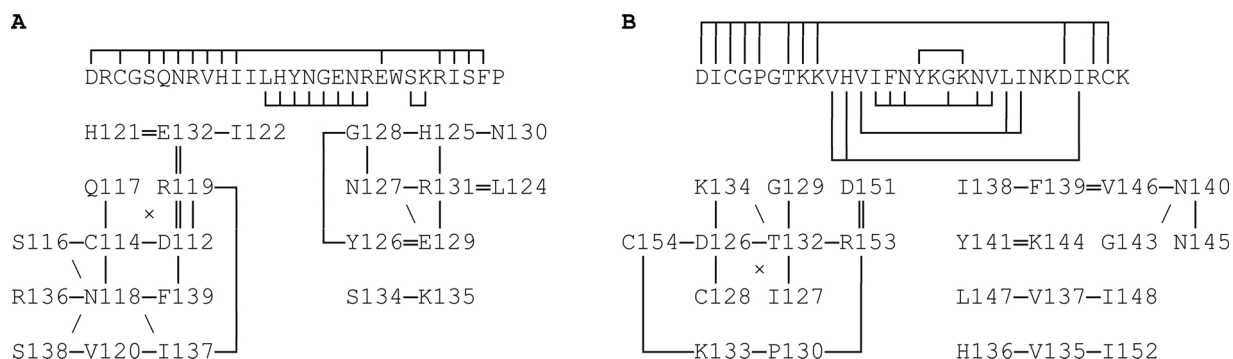 A
DRCGSQNRVHIILHYNGENREWSKRISFP
H121=E132–I122 G128–H125–N130
Q117 R119 N127–R131=L124
×
S116–C114–D112 Y126=E129
R136–N118–F139 S134–K135
S138–V120–I137
B
DICGPGTKKVHVIFNYKGKNVLINKDIRCK
K134 G129 D151 I138–F139=V146–N140
C154–D126–T132–R153 Y141=K144 G143 N145
×
C128 I127 L147–V137–I148
K133–P130 H136–V135–I152